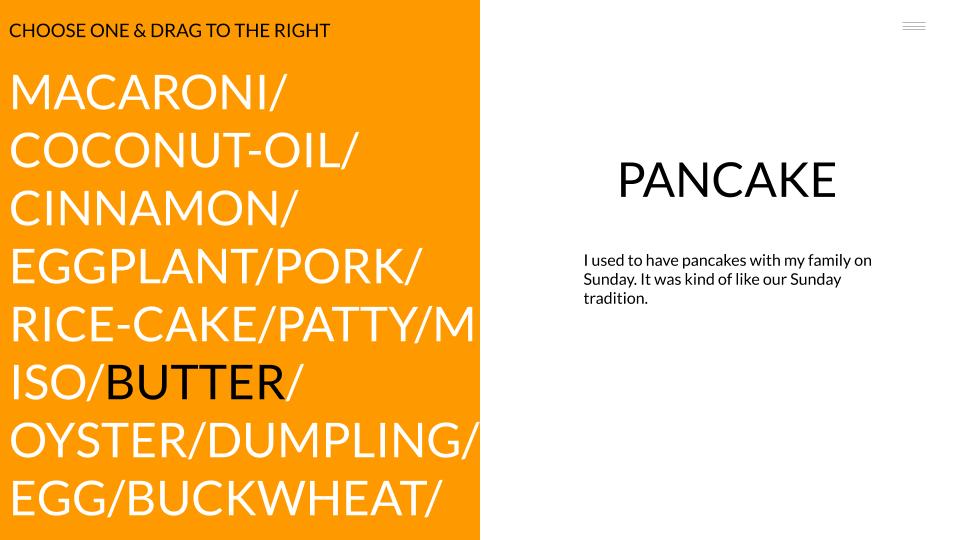 CHOOSE ONE & DRAG TO THE RIGHT
MACARONI/
COCONUT-OIL/
CINNAMON/
EGGPLANT/PORK/
RICE-CAKE/PATTY/M
ISO/BUTTER/
OYSTER/DUMPLING/
EGG/BUCKWHEAT/
PANCAKE
I used to have pancakes with my family on
Sunday. It was kind of like our Sunday
tradition.